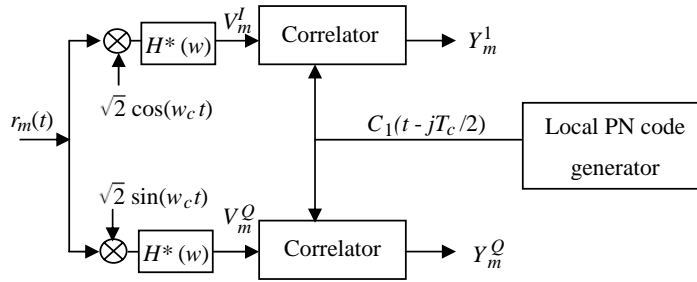 V_m^I
H*(w)
Correlator
Y_m^1
√2 cos(w_c t)
r_m(t)
C_1(t - jT_c/2)
Local PN code
generator
√2 sin(w_c t)
V_m^Q
H*(w)
Correlator
Y_m^Q